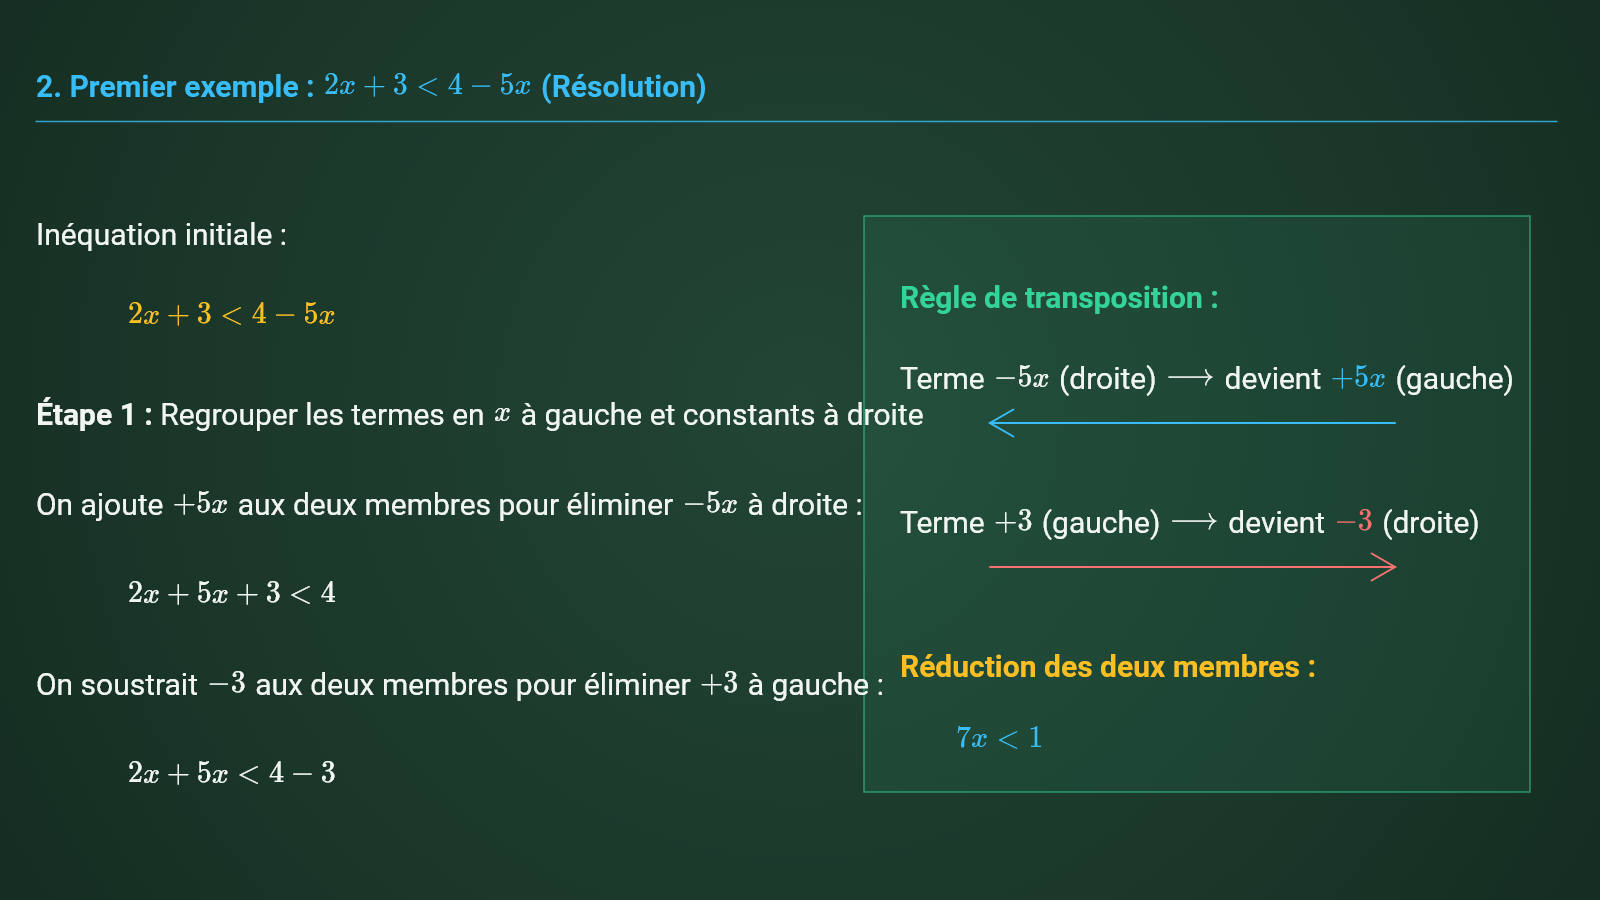 2. Premier exemple : 2x + 3 < 4 − 5x (Résolution)
Inéquation initiale :
2x + 3 < 4 − 5x
Étape 1 : Regrouper les termes en x à gauche et constants à droite
On ajoute +5x aux deux membres pour éliminer −5x à droite :
2x + 5x + 3 < 4
On soustrait −3 aux deux membres pour éliminer +3 à gauche :
2x + 5x < 4 − 3
Règle de transposition :
Terme −5x (droite) ⟶ devient +5x (gauche)
Terme +3 (gauche) ⟶ devient −3 (droite)
Réduction des deux membres :
7x < 1